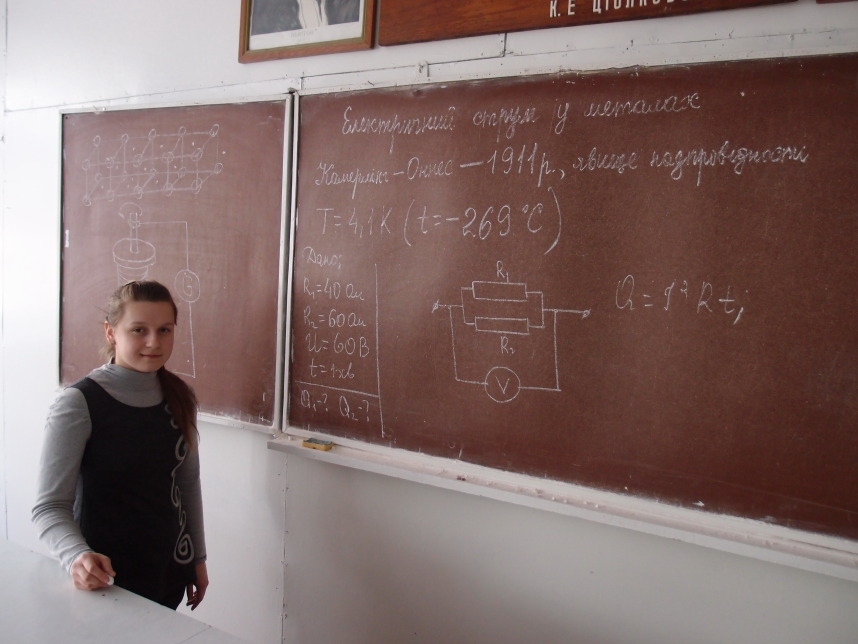 К. Е ЦІОЛКОВС
Електричний струм у металах
Камерлінг-Оннес – 1911 р., явище надпровідності
T = 4,1 K (t = -269 °C)
Дано:
R₁ = 40 Ом
R₂ = 60 Ом
U = 60 В
t = 1 хв
Q₁-? Q₂-?
R₁
R₂
V
Q = I² R t;